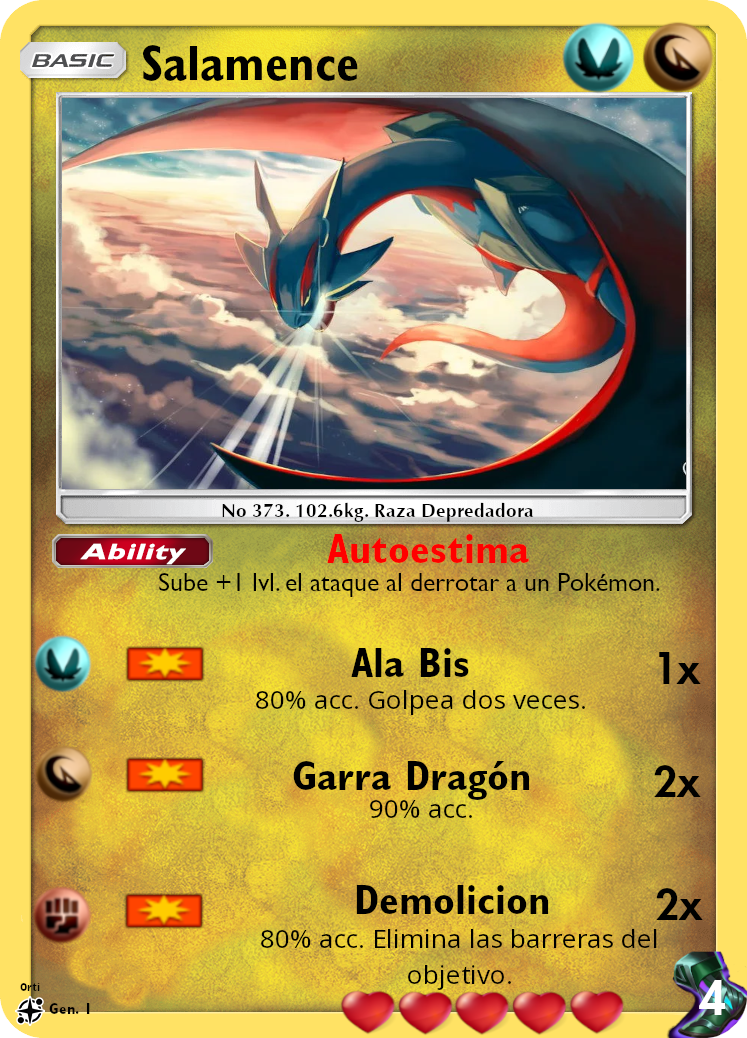 BASIC Salamence
No 373. 102.6kg. Raza Depredadora
Ability Autoestima
Sube +1 lvl. el ataque al derrotar a un Pokémon.
Ala Bis 1x
80% acc. Golpea dos veces.
Garra Dragón 2x
90% acc.
Demolicion 2x
80% acc. Elimina las barreras del
objetivo.
Orti
Gen. I
4